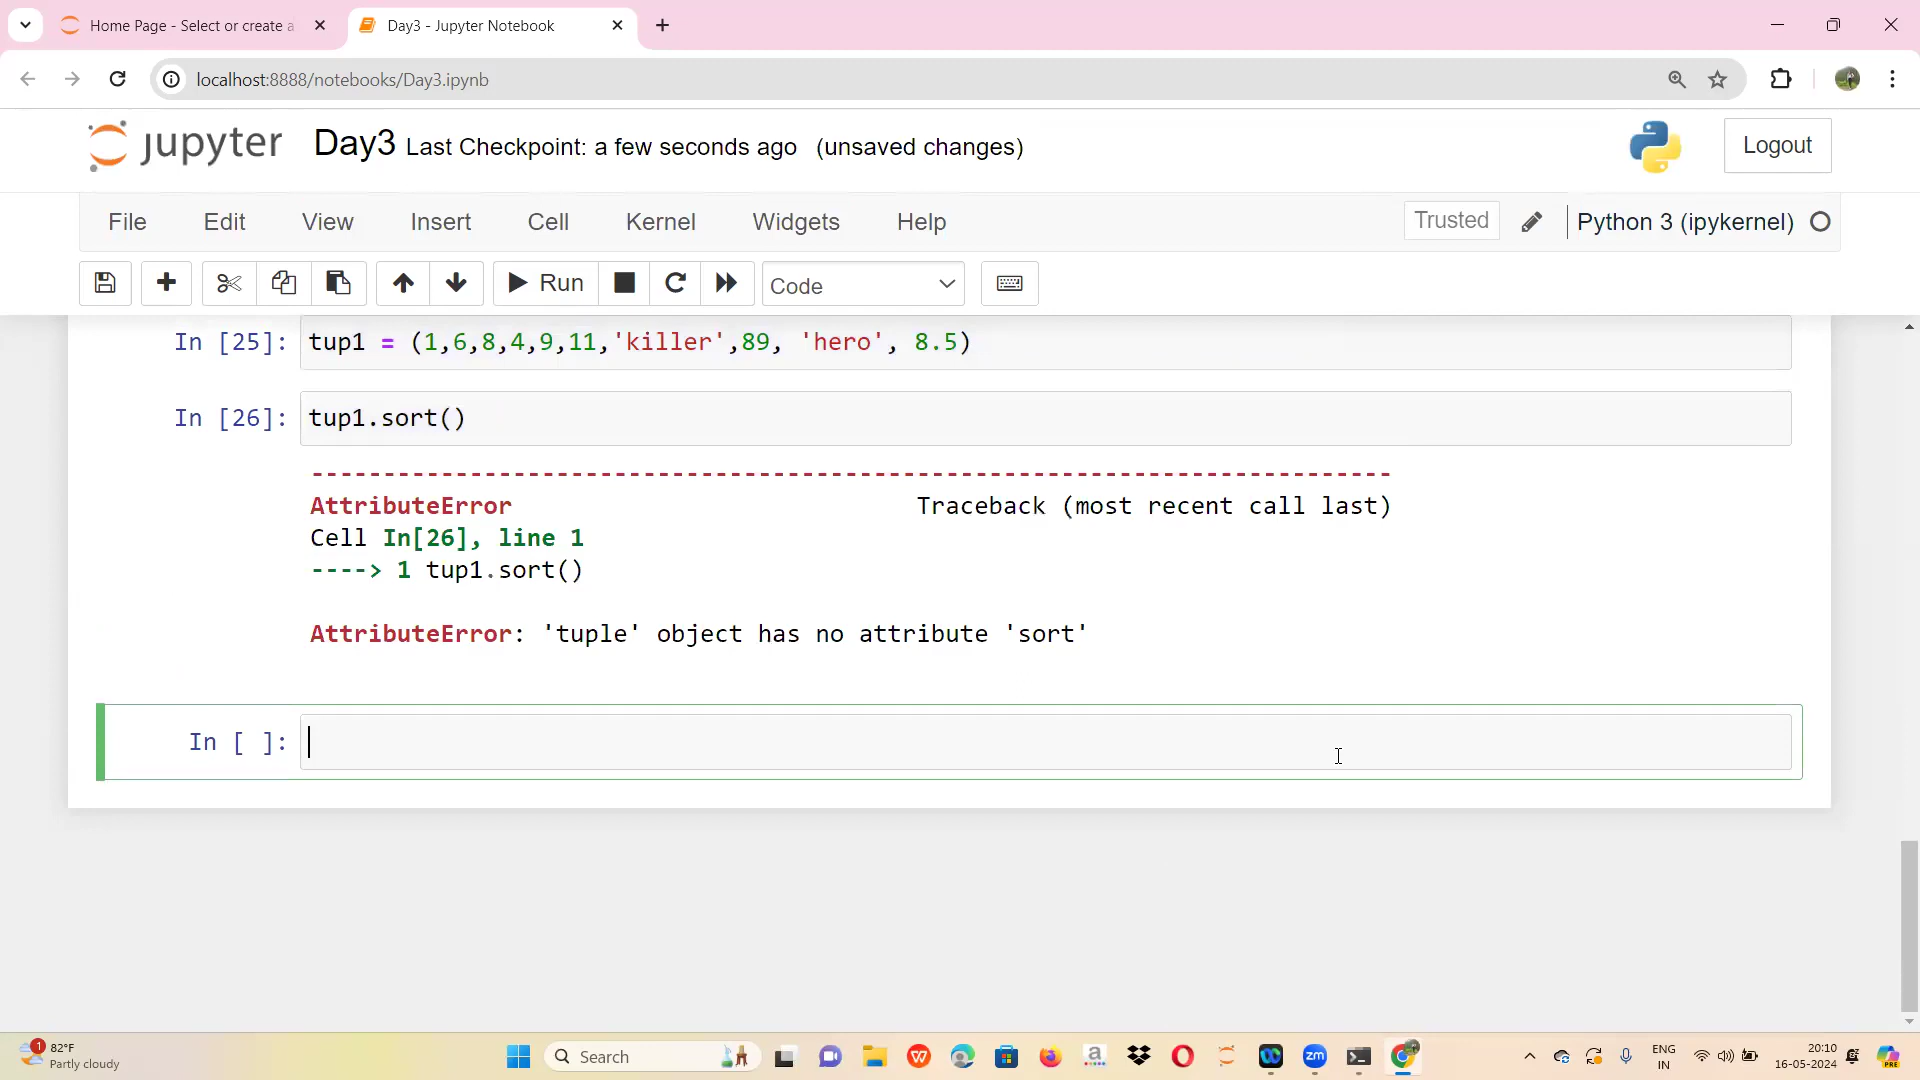 Home Page - Select or create a
Day3 - Jupyter Notebook
localhost:8888/notebooks/Day3.ipynb
jupyter Day3 Last Checkpoint: a few seconds ago (unsaved changes)
Logout
File Edit View Insert Cell Kernel Widgets Help
Trusted
Python 3 (ipykernel)
Run
Code
In [25]: tup1 = (1,6,8,4,9,11,'killer',89, 'hero', 8.5)
In [26]: tup1.sort()
---------------------------------------------------------------------------
AttributeError Traceback (most recent call last)
Cell In[26], line 1
----> 1 tup1.sort()
AttributeError: 'tuple' object has no attribute 'sort'
In [ ]:
1
82°F
Partly cloudy
Search
zm
ENG
IN
20:10
16-05-2024
PRE